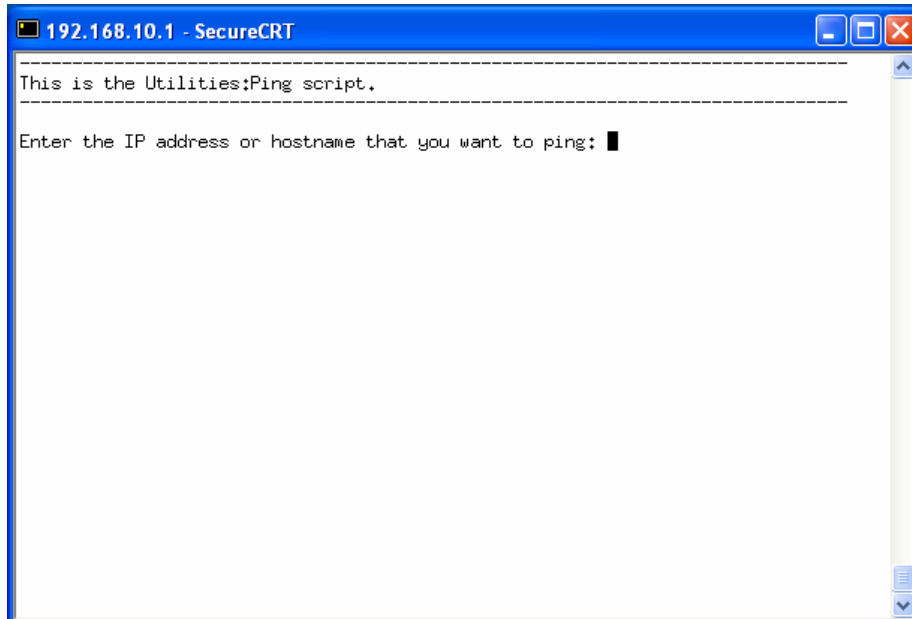 192.168.10.1 - SecureCRT
--------------------------------------------------------------------------------
This is the Utilities:Ping script.
--------------------------------------------------------------------------------
Enter the IP address or hostname that you want to ping: